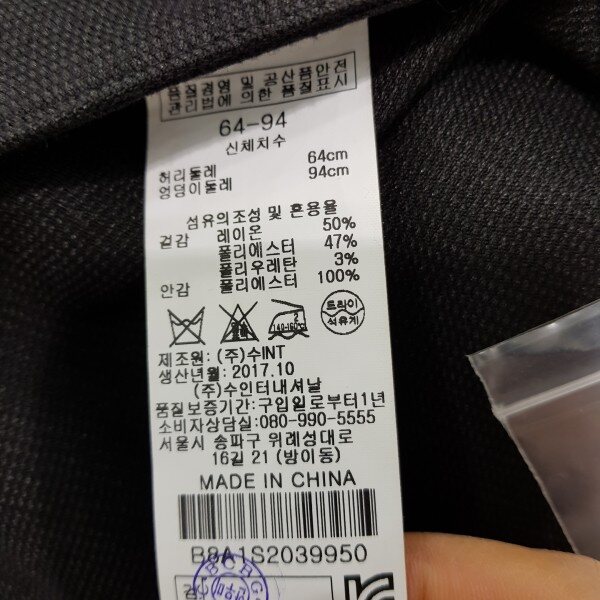 품질경영 및 공산품안전
관리법에 의한 품질표시
64-94
신체치수
허리둘레 64cm
엉덩이둘레 94cm
섬유의조성 및 혼용율
겉감 레이온 50%
폴리에스터 47%
폴리우레탄 3%
안감 폴리에스터 100%
2
140-160℃
드라이
석유계
제조원: (주)수INT
생산년월: 2017.10
(주)수인터내셔날
품질보증기간: 구입일로부터1년
소비자상담실: 080-990-5555
서울시 송파구 위례성대로
16길 21 (방이동)
MADE IN CHINA
B8A1S2039950
BCBG